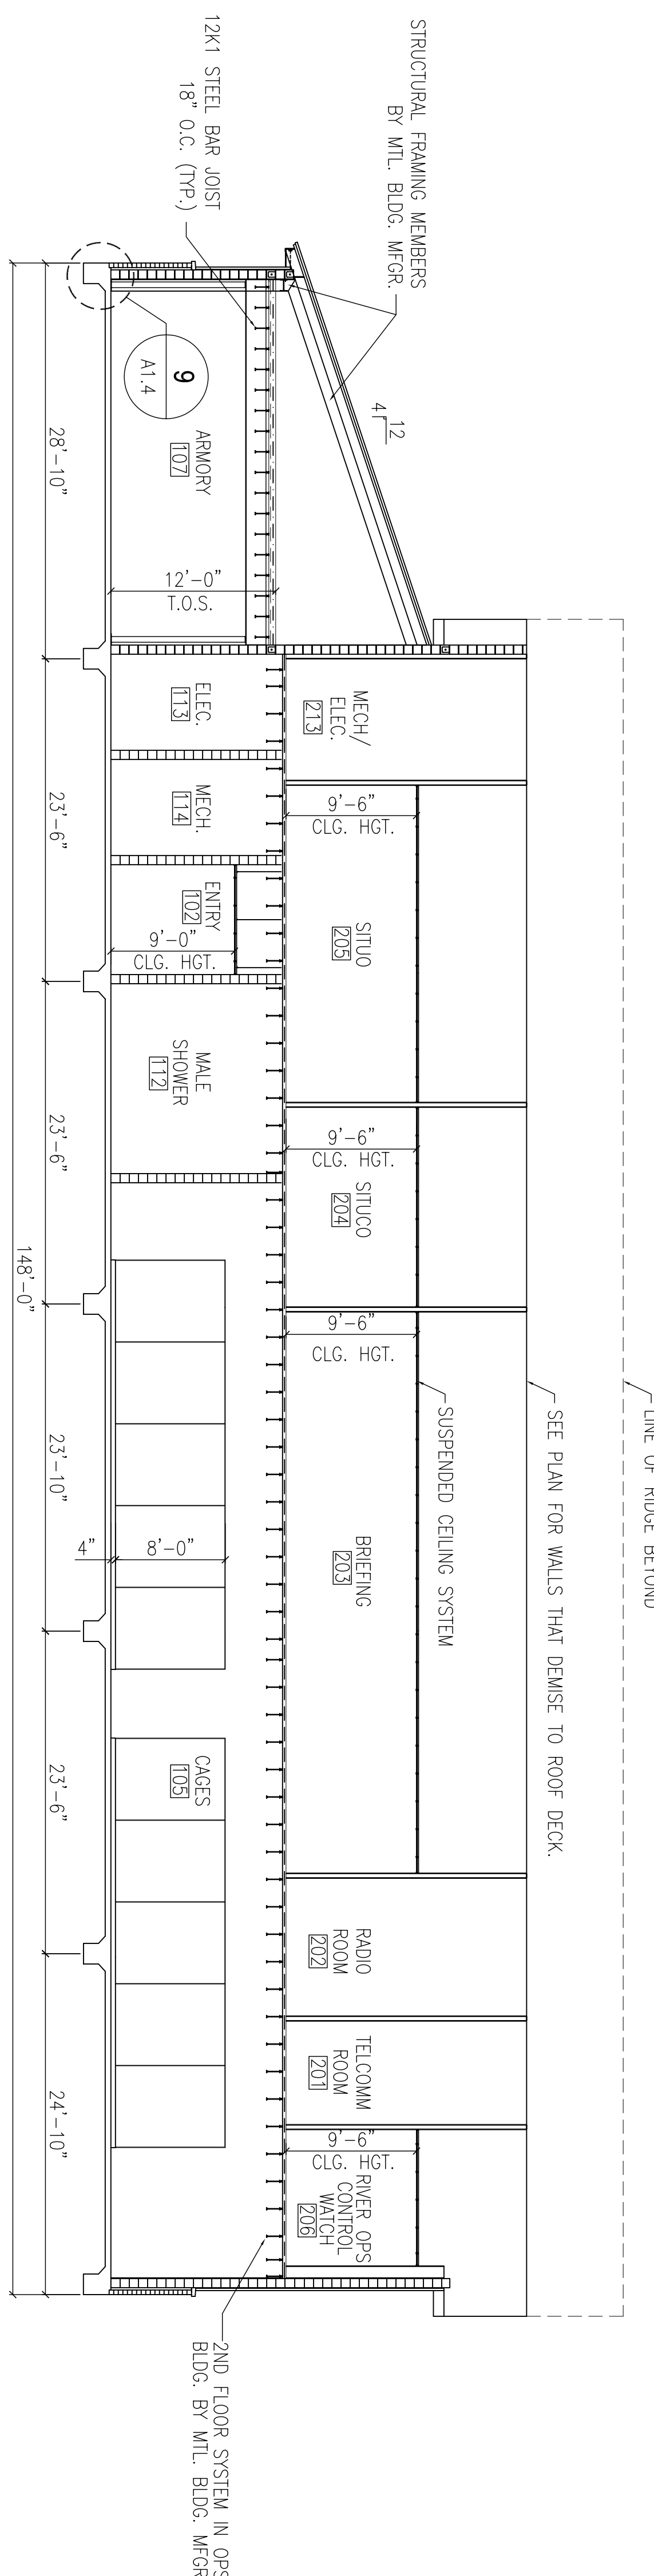 LINE OF RIDGE BEYOND
SEE PLAN FOR WALLS THAT DEMISE TO ROOF DECK.
SUSPENDED CEILING SYSTEM
STRUCTURAL FRAMING MEMBERS
BY MTL. BLDG. MFGR.
12
4
12K1 STEEL BAR JOIST
18" O.C. (TYP.)
MECH/
ELEC.
213
9'-6"
CLG. HGT.
SITUO
205
9'-6"
CLG. HGT.
SITUCO
204
9'-6"
CLG. HGT.
BRIEFING
203
RADIO
ROOM
202
TELCOMM
ROOM
201
9'-6"
CLG. HGT.
RIVER OPS
CONTROL
WATCH
206
2ND FLOOR SYSTEM IN OPS
BLDG. BY MTL. BLDG. MFGR
9
A1.4
ARMORY
107
12'-0"
T.O.S.
ELEC.
113
MECH.
114
ENTRY
102
9'-0"
CLG. HGT.
MALE
SHOWER
112
4"
8'-0"
CAGES
105
28'-10"
23'-6"
23'-6"
23'-10"
23'-6"
24'-10"
148'-0"